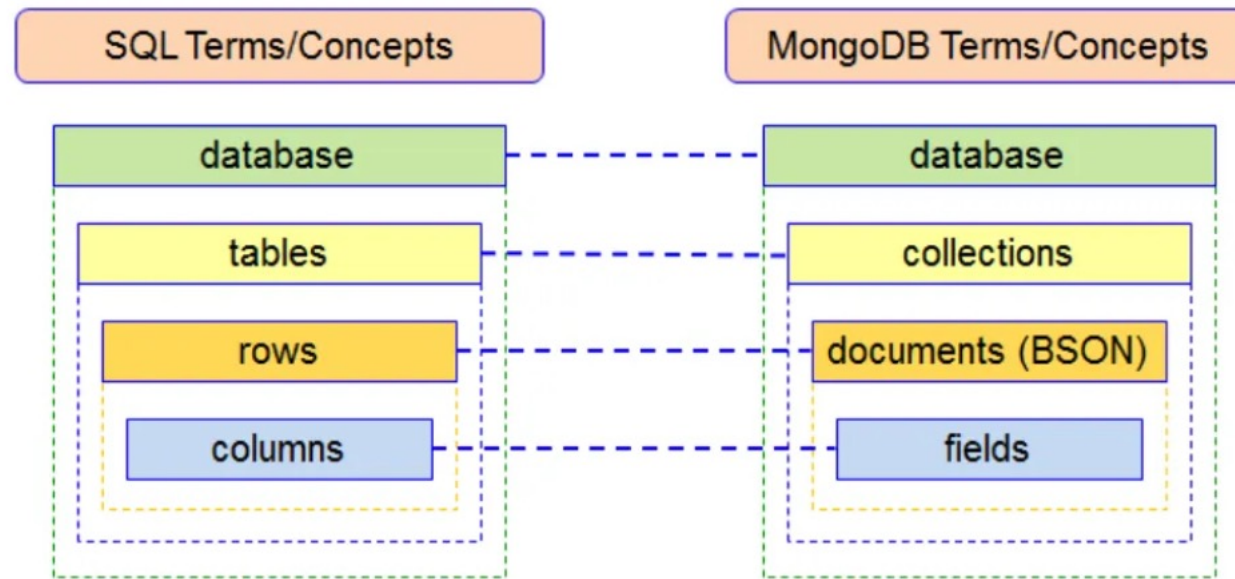 SQL Terms/Concepts
MongoDB Terms/Concepts
database
database
tables
collections
rows
documents (BSON)
columns
fields